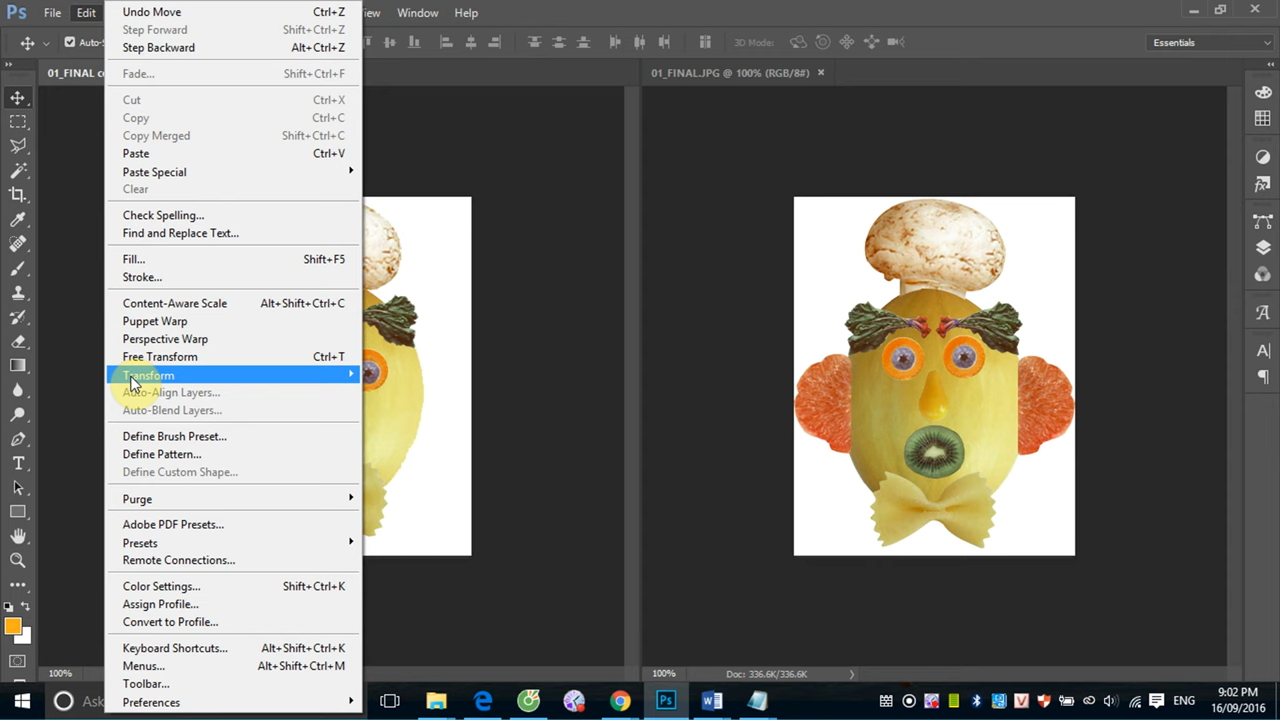 Ps File Edit iew Window Help
Auto- 3D Mode: Essentials
01_FINAL co
01_FINAL.JPG @ 100% (RGB/8#) ×
Undo Move Ctrl+Z
Step Forward Shift+Ctrl+Z
Step Backward Alt+Ctrl+Z
Fade... Shift+Ctrl+F
Cut Ctrl+X
Copy Ctrl+C
Copy Merged Shift+Ctrl+C
Paste Ctrl+V
Paste Special
Clear
Check Spelling...
Find and Replace Text...
Fill... Shift+F5
Stroke...
Content-Aware Scale Alt+Shift+Ctrl+C
Puppet Warp
Perspective Warp
Free Transform Ctrl+T
Transform
Auto-Align Layers...
Auto-Blend Layers...
Define Brush Preset...
Define Pattern...
Define Custom Shape...
Purge
Adobe PDF Presets...
Presets
Remote Connections...
Color Settings... Shift+Ctrl+K
Assign Profile...
Convert to Profile...
Keyboard Shortcuts... Alt+Shift+Ctrl+K
Menus... Alt+Shift+Ctrl+M
Toolbar...
Preferences
100%
100% Doc: 336.6K/336.6K
Ask
Ps
ENG
9:02 PM
16/09/2016